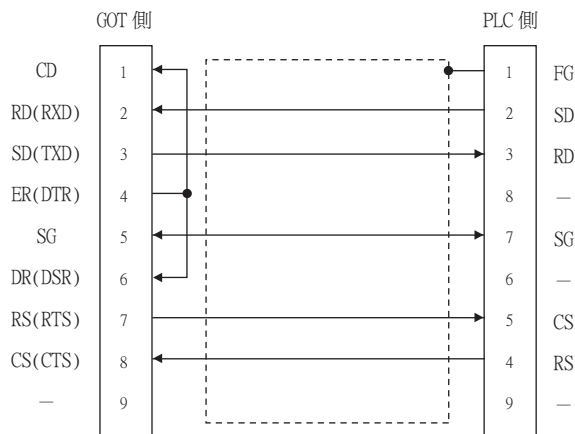 GOT 側 PLC 側
CD 1 1 FG
RD(RXD) 2 2 SD
SD(TXD) 3 3 RD
ER(DTR) 4 8 —
SG 5 7 SG
DR(DSR) 6 6 —
RS(RTS) 7 5 CS
CS(CTS) 8 4 RS
— 9 9 —